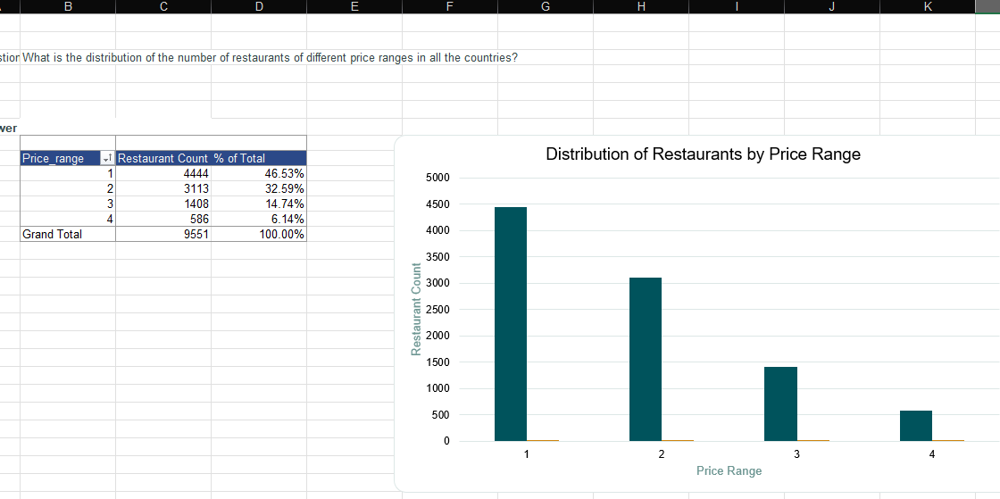 B C D E F G H I J K
stion What is the distribution of the number of restaurants of different price ranges in all the countries?
wer
Price_range Restaurant Count % of Total
1 4444 46.53%
2 3113 32.59%
3 1408 14.74%
4 586 6.14%
Grand Total 9551 100.00%
Distribution of Restaurants by Price Range
Restaurant Count
5000
4500
4000
3500
3000
2500
2000
1500
1000
500
0
1 2 3 4
Price Range